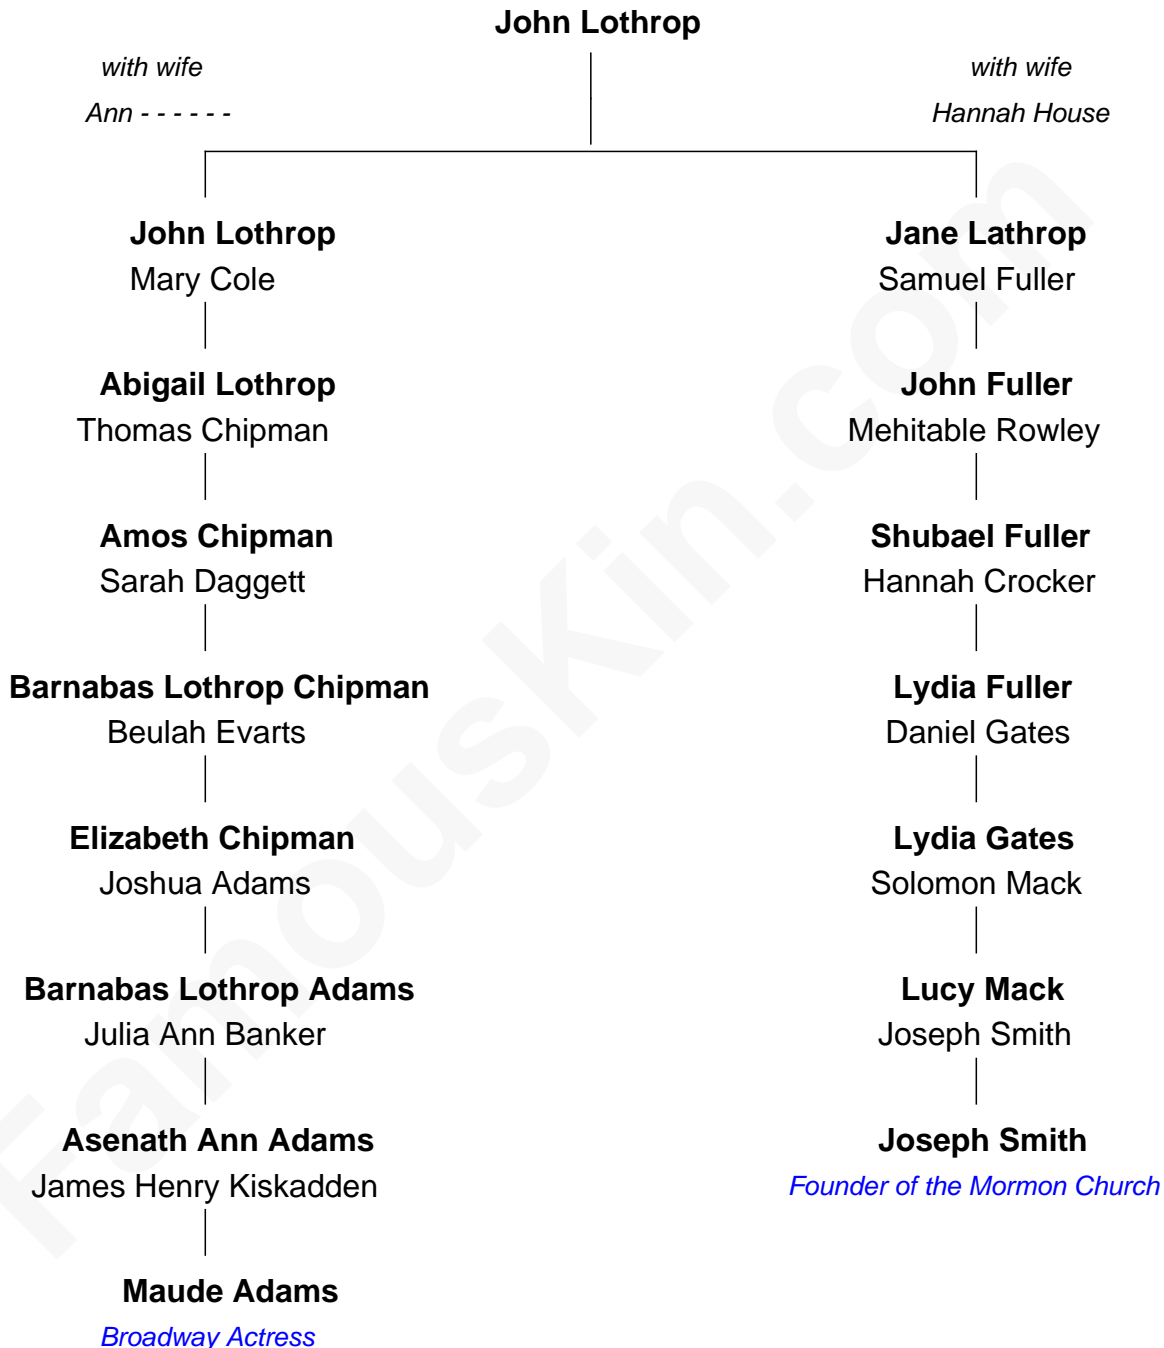 John Lothrop
with wife
Ann - - - - - -
with wife
Hannah House
John Lothrop
Mary Cole
Abigail Lothrop
Thomas Chipman
Amos Chipman
Sarah Daggett
Barnabas Lothrop Chipman
Beulah Evarts
Elizabeth Chipman
Joshua Adams
Barnabas Lothrop Adams
Julia Ann Banker
Asenath Ann Adams
James Henry Kiskadden
Maude Adams
Broadway Actress
Jane Lathrop
Samuel Fuller
John Fuller
Mehitable Rowley
Shubael Fuller
Hannah Crocker
Lydia Fuller
Daniel Gates
Lydia Gates
Solomon Mack
Lucy Mack
Joseph Smith
Joseph Smith
Founder of the Mormon Church
FamousKin.com